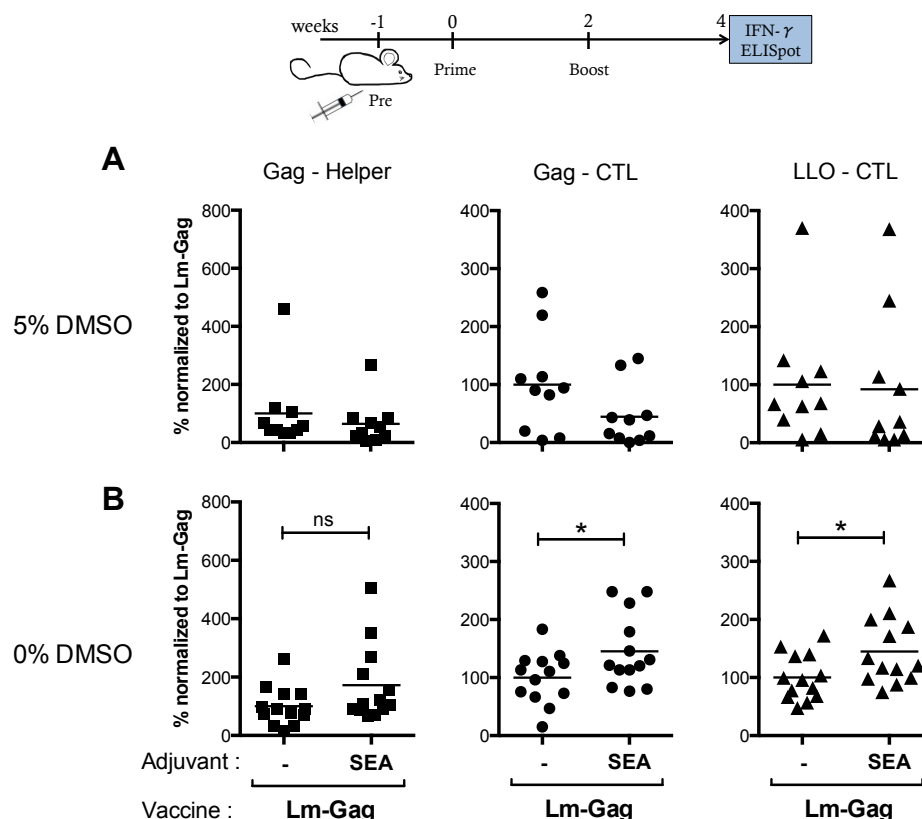 weeks -1 0 2 4
IFN-γ
ELISpot
Prime Boost
Pre
A
Gag - Helper Gag - CTL LLO - CTL
5% DMSO
% normalized to Lm-Gag
800
600
400
200
0
400
300
200
100
0
400
300
200
100
0
B
0% DMSO
% normalized to Lm-Gag
800
600
400
200
0
ns
400
300
200
100
0
*
400
300
200
100
0
*
Adjuvant : - SEA - SEA - SEA
Vaccine : Lm-Gag Lm-Gag Lm-Gag